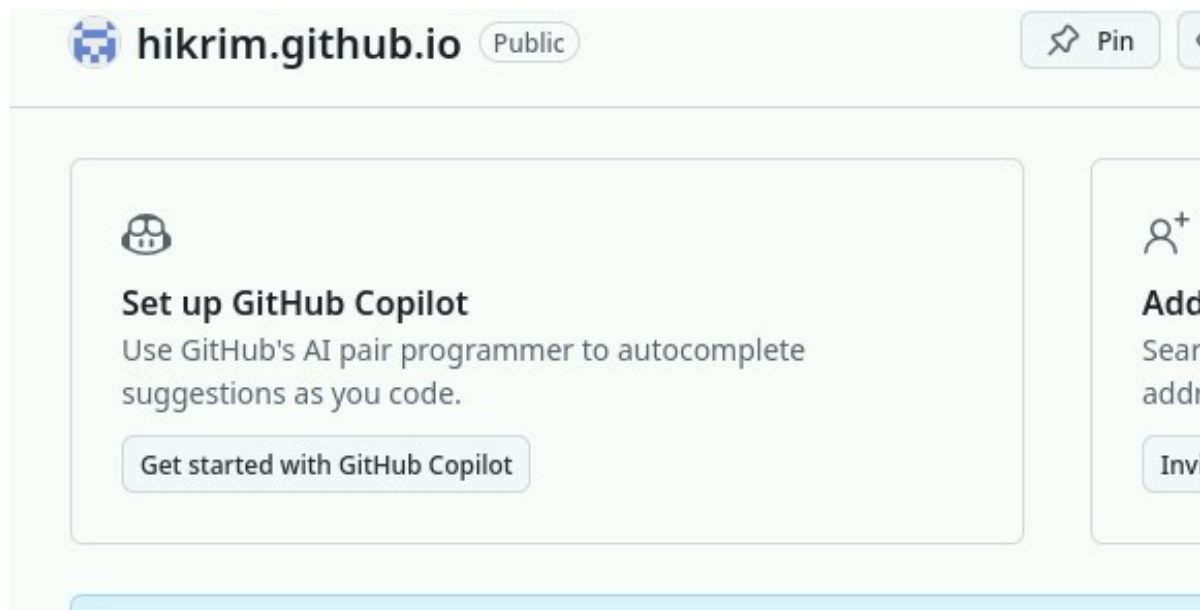 hikrim.github.io Public Pin
Set up GitHub Copilot
Use GitHub's AI pair programmer to autocomplete
suggestions as you code.
Get started with GitHub Copilot
Add